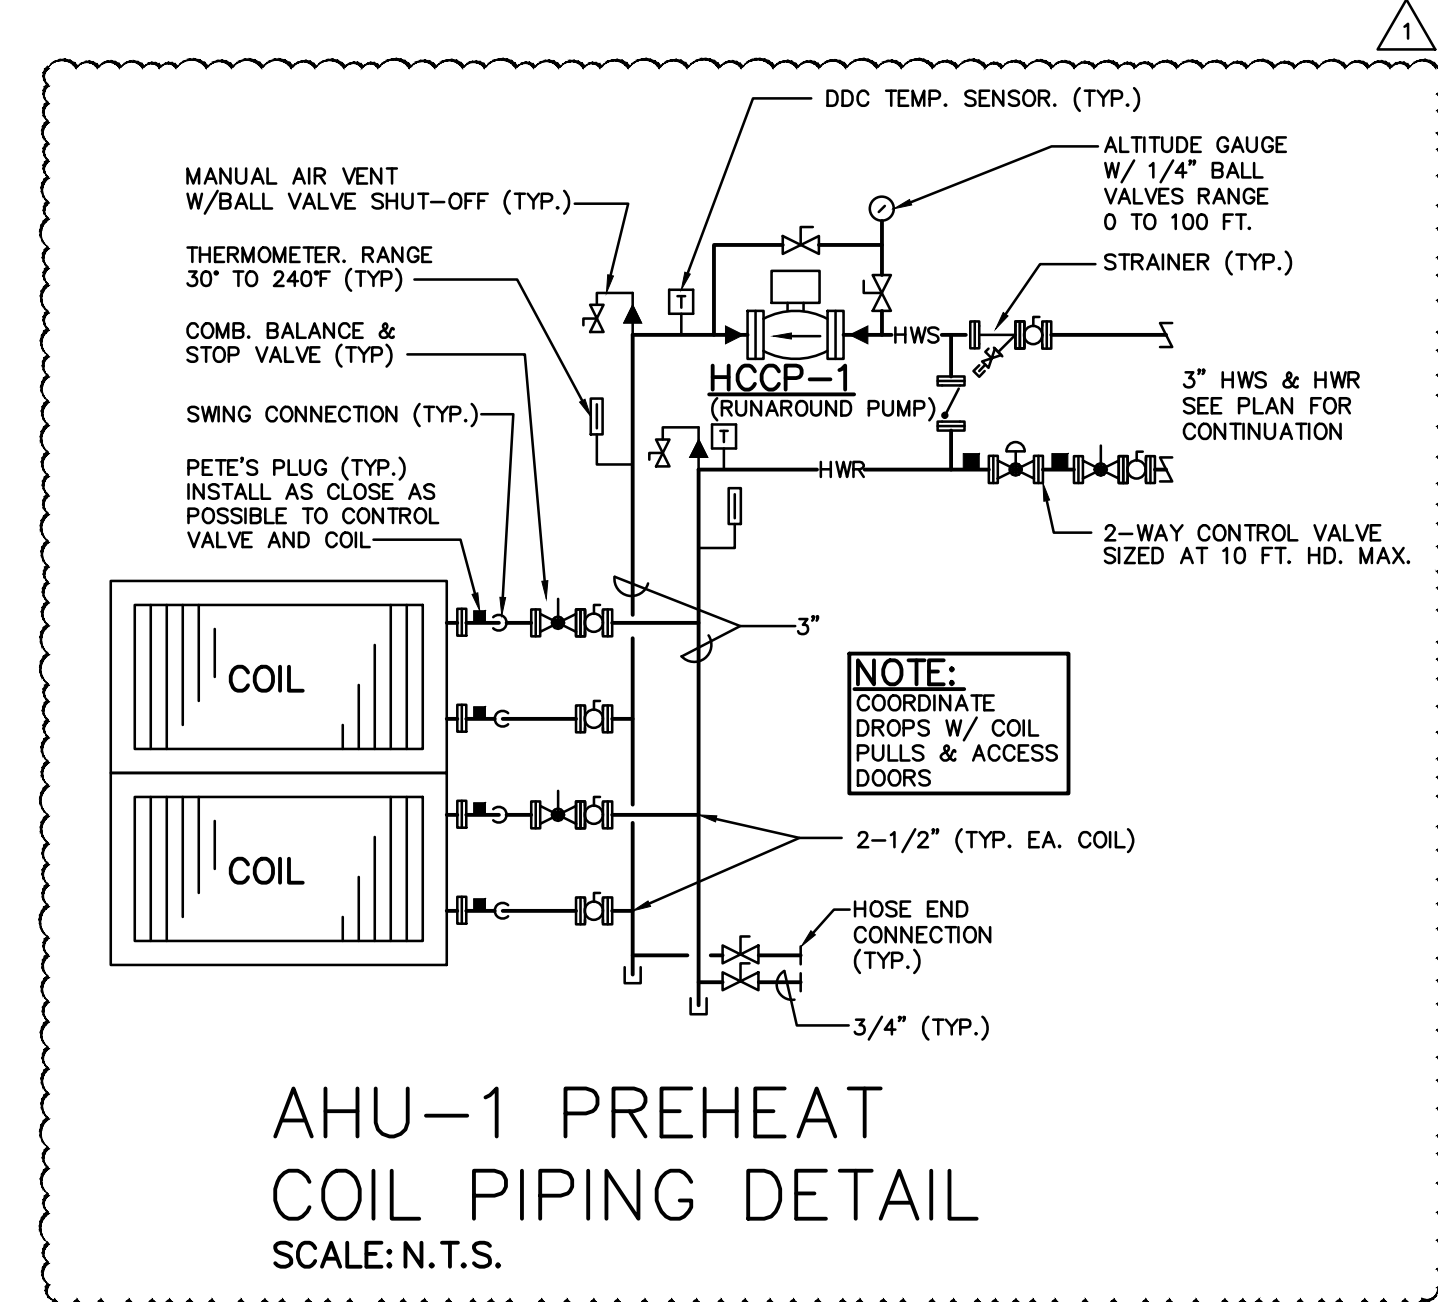 1
DDC TEMP. SENSOR. (TYP.)
ALTITUDE GAUGE
W/ 1/4" BALL
VALVES RANGE
0 TO 100 FT.
MANUAL AIR VENT
W/BALL VALVE SHUT-OFF (TYP.)
THERMOMETER. RANGE
30° TO 240°F (TYP)
STRAINER (TYP.)
T
COMB. BALANCE &
STOP VALVE (TYP)
HWS
HCCP-1
(RUNAROUND PUMP)
3" HWS & HWR
SEE PLAN FOR
CONTINUATION
SWING CONNECTION (TYP.)
T
HWR
PETE'S PLUG (TYP.)
INSTALL AS CLOSE AS
POSSIBLE TO CONTROL
VALVE AND COIL
2-WAY CONTROL VALVE
SIZED AT 10 FT. HD. MAX.
3"
COIL
NOTE:
COORDINATE
DROPS W/ COIL
PULLS & ACCESS
DOORS
2-1/2" (TYP. EA. COIL)
COIL
HOSE END
CONNECTION
(TYP.)
3/4" (TYP.)
AHU-1 PREHEAT
COIL PIPING DETAIL
SCALE: N.T.S.